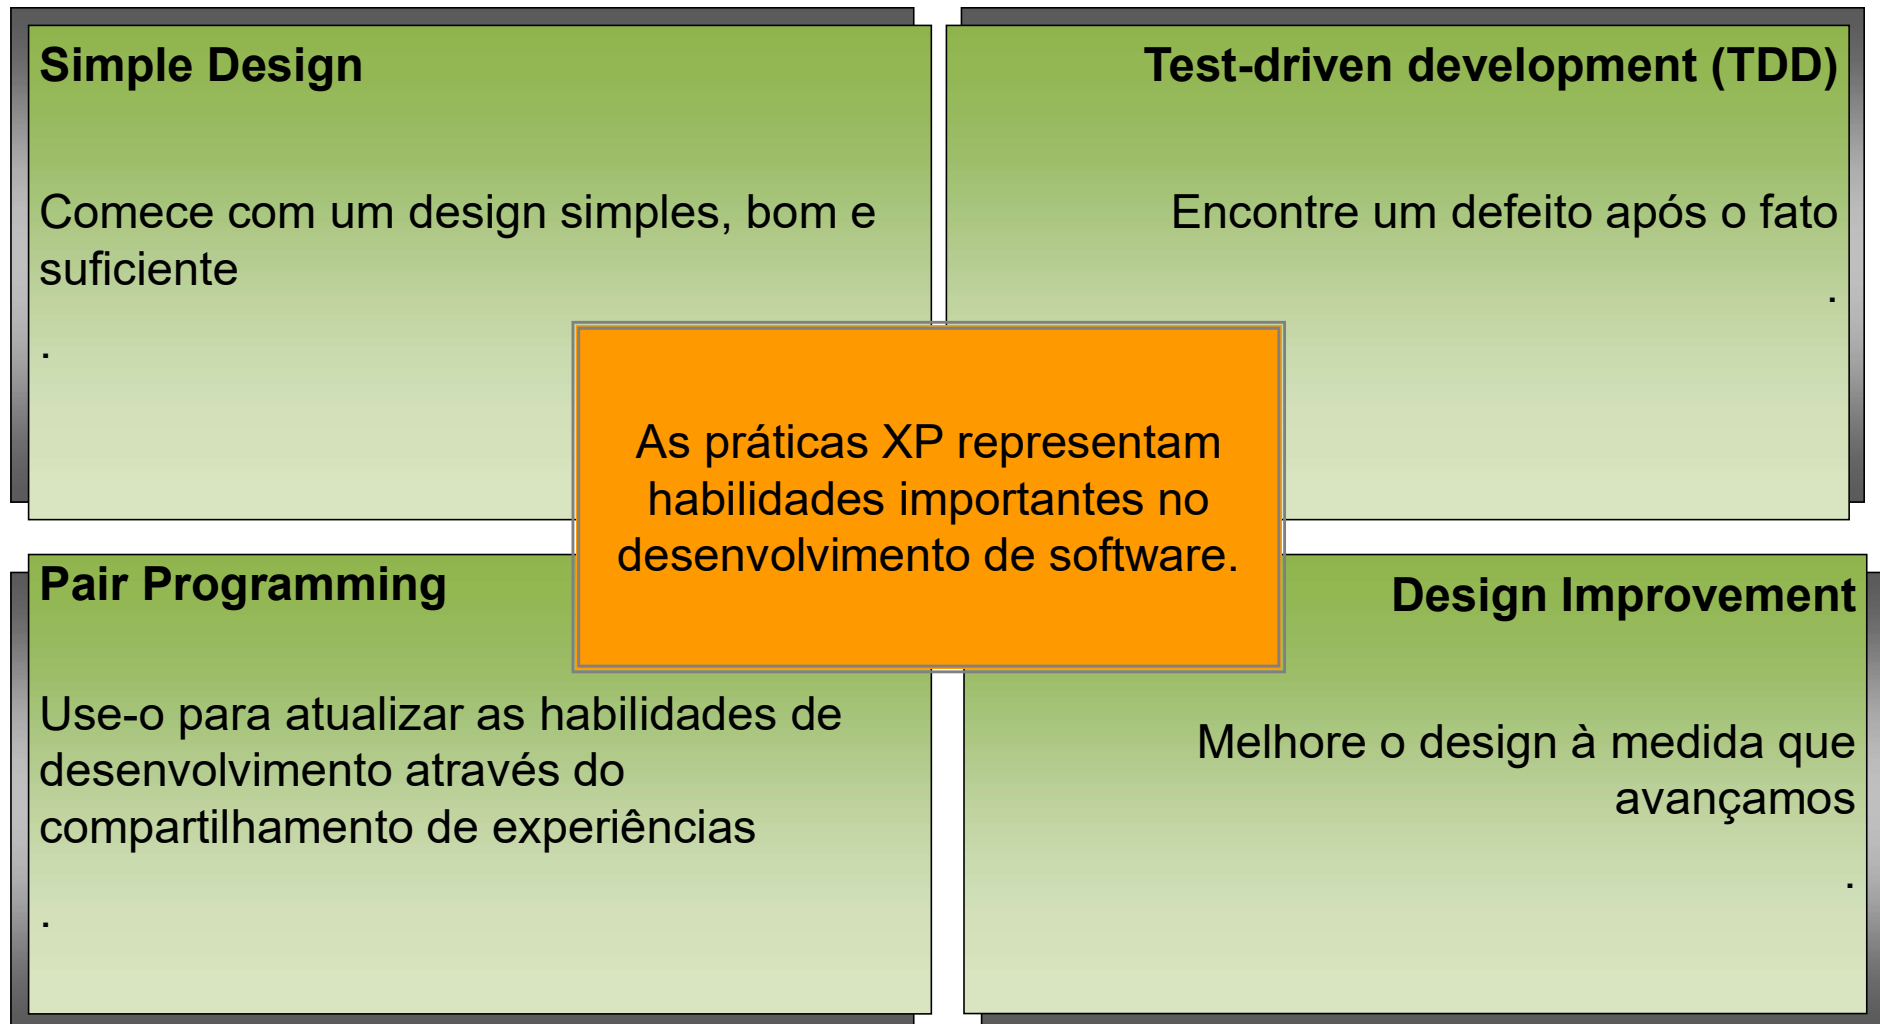 Simple Design
Comece com um design simples, bom e
suficiente
.
Test-driven development (TDD)
Encontre um defeito após o fato
.
As práticas XP representam
habilidades importantes no
desenvolvimento de software.
Pair Programming
Use-o para atualizar as habilidades de
desenvolvimento através do
compartilhamento de experiências
.
Design Improvement
Melhore o design à medida que
avançamos
.